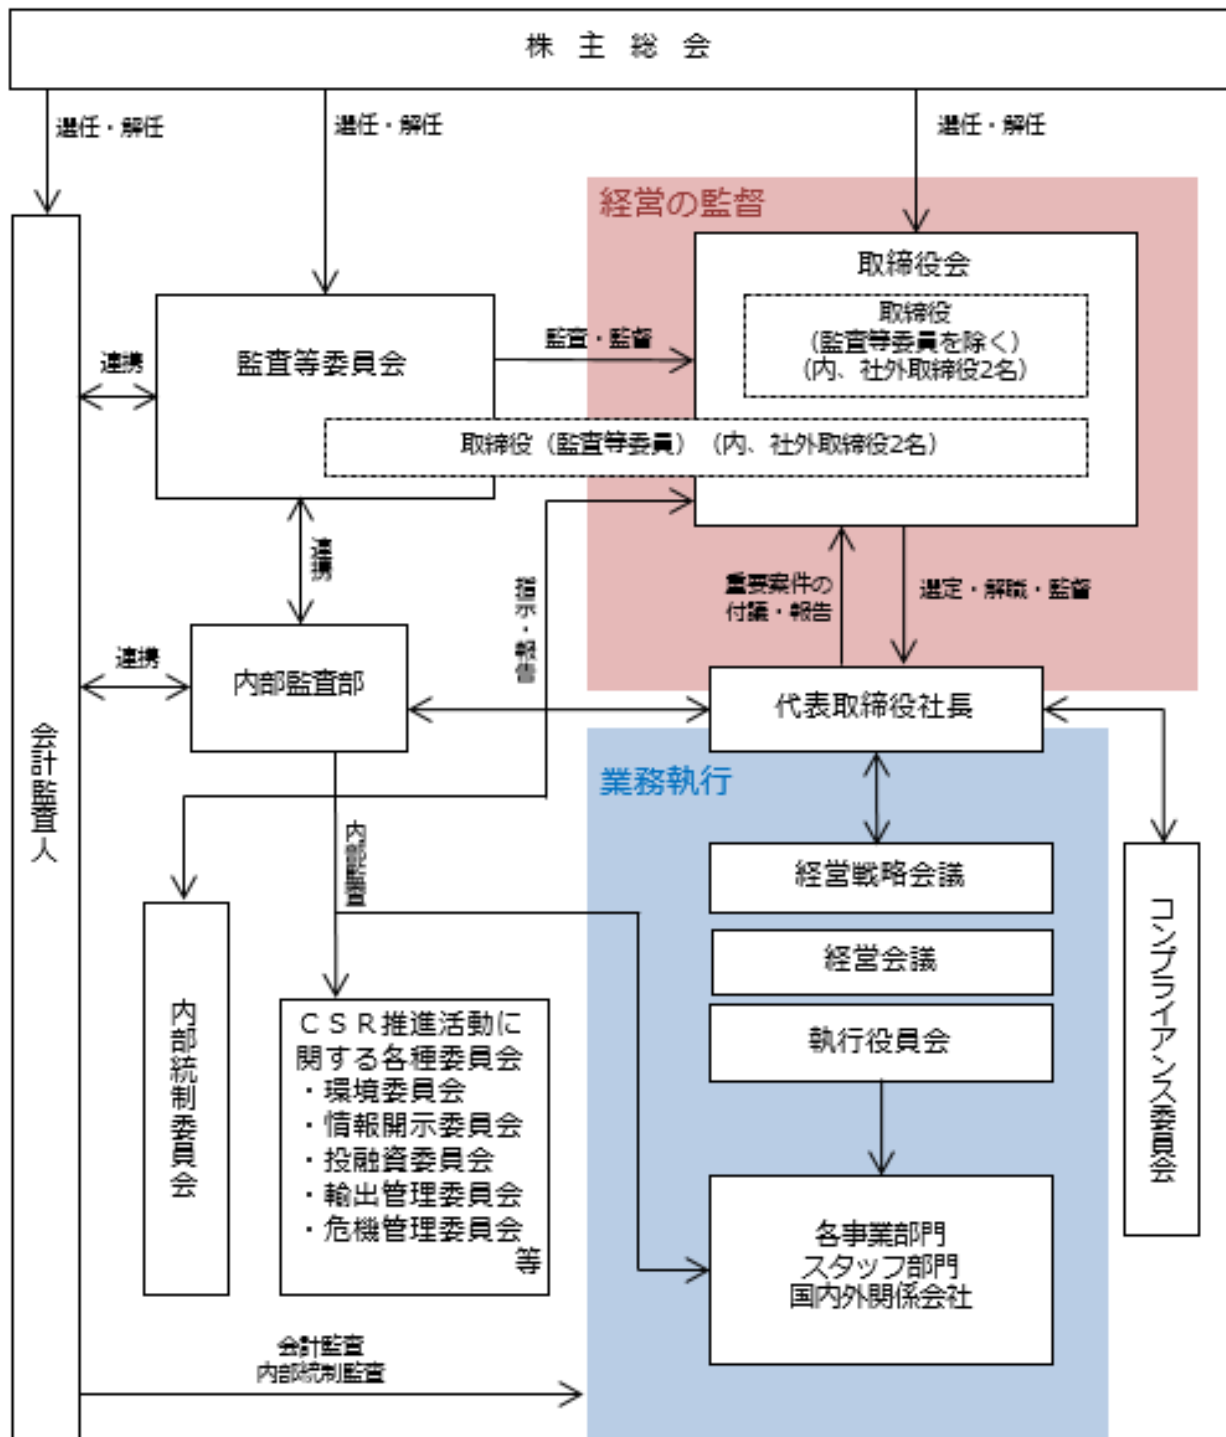 株 主 総 会
選任・解任
選任・解任
選任・解任
経営の監督
取締役会
取締役
(監査等委員を除く)
(内、社外取締役2名)
監査等委員会
監査・監督
連携
取締役(監査等委員)(内、社外取締役2名)
連携
指示・報告
重要案件の
付議・報告
選定・解職・監督
連携
内部監査部
代表取締役社長
会計監査人
業務執行
内部監査
経営戦略会議
経営会議
執行役員会
コンプライアンス委員会
内部統制委員会
CSR推進活動に
関する各種委員会
・環境委員会
・情報開示委員会
・投融資委員会
・輸出管理委員会
・危機管理委員会
等
各事業部門
スタッフ部門
国内外関係会社
会計監査
内部統制監査